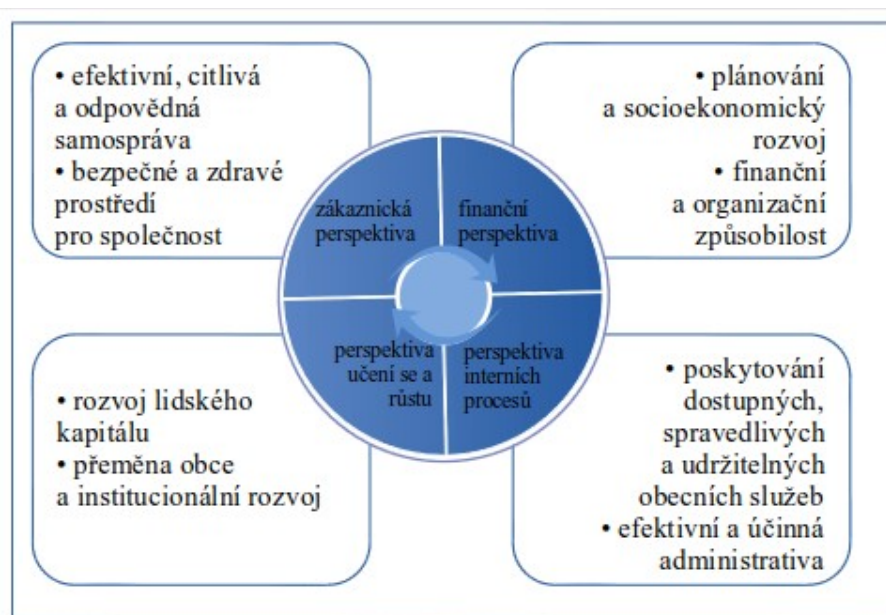 • efektivní, citlivá
a odpovědná
samospráva
• bezpečné a zdravé
prostředí
pro společnost
• plánování
a socioekonomický
rozvoj
• finanční
a organizační
způsobilost
zákaznická
perspektiva
finanční
perspektiva
perspektiva
učení se a
růstu
perspektiva
interních
procesů
• rozvoj lidského
kapitálu
• přeměna obce
a institucionální rozvoj
• poskytování
dostupných,
spravedlivých
a udržitelných
obecních služeb
• efektivní a účinná
administrativa